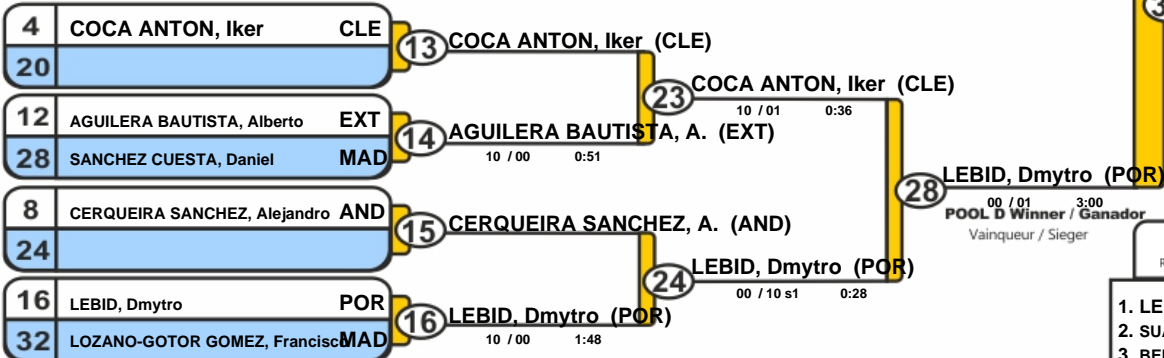 4 COCA ANTON, Iker CLE
20
13 COCA ANTON, Iker (CLE)
12 AGUILERA BAUTISTA, Alberto EXT
28 SANCHEZ CUESTA, Daniel MAD
14 AGUILERA BAUTISTA, A. (EXT)
10 / 00 0:51
23 COCA ANTON, Iker (CLE)
10 / 01 0:36
8 CERQUEIRA SANCHEZ, Alejandro AND
24
15 CERQUEIRA SANCHEZ, A. (AND)
16 LEBID, Dmytro POR
32 LOZANO-GOTOR GOMEZ, Francisco MAD
16 LEBID, Dmytro (POR)
10 / 00 1:48
24 LEBID, Dmytro (POR)
00 / 10 s1 0:28
28 LEBID, Dmytro (POR)
00 / 01 3:00
POOL D Winner / Ganador
Vainqueur / Sieger
1. LE
2. SUA
3